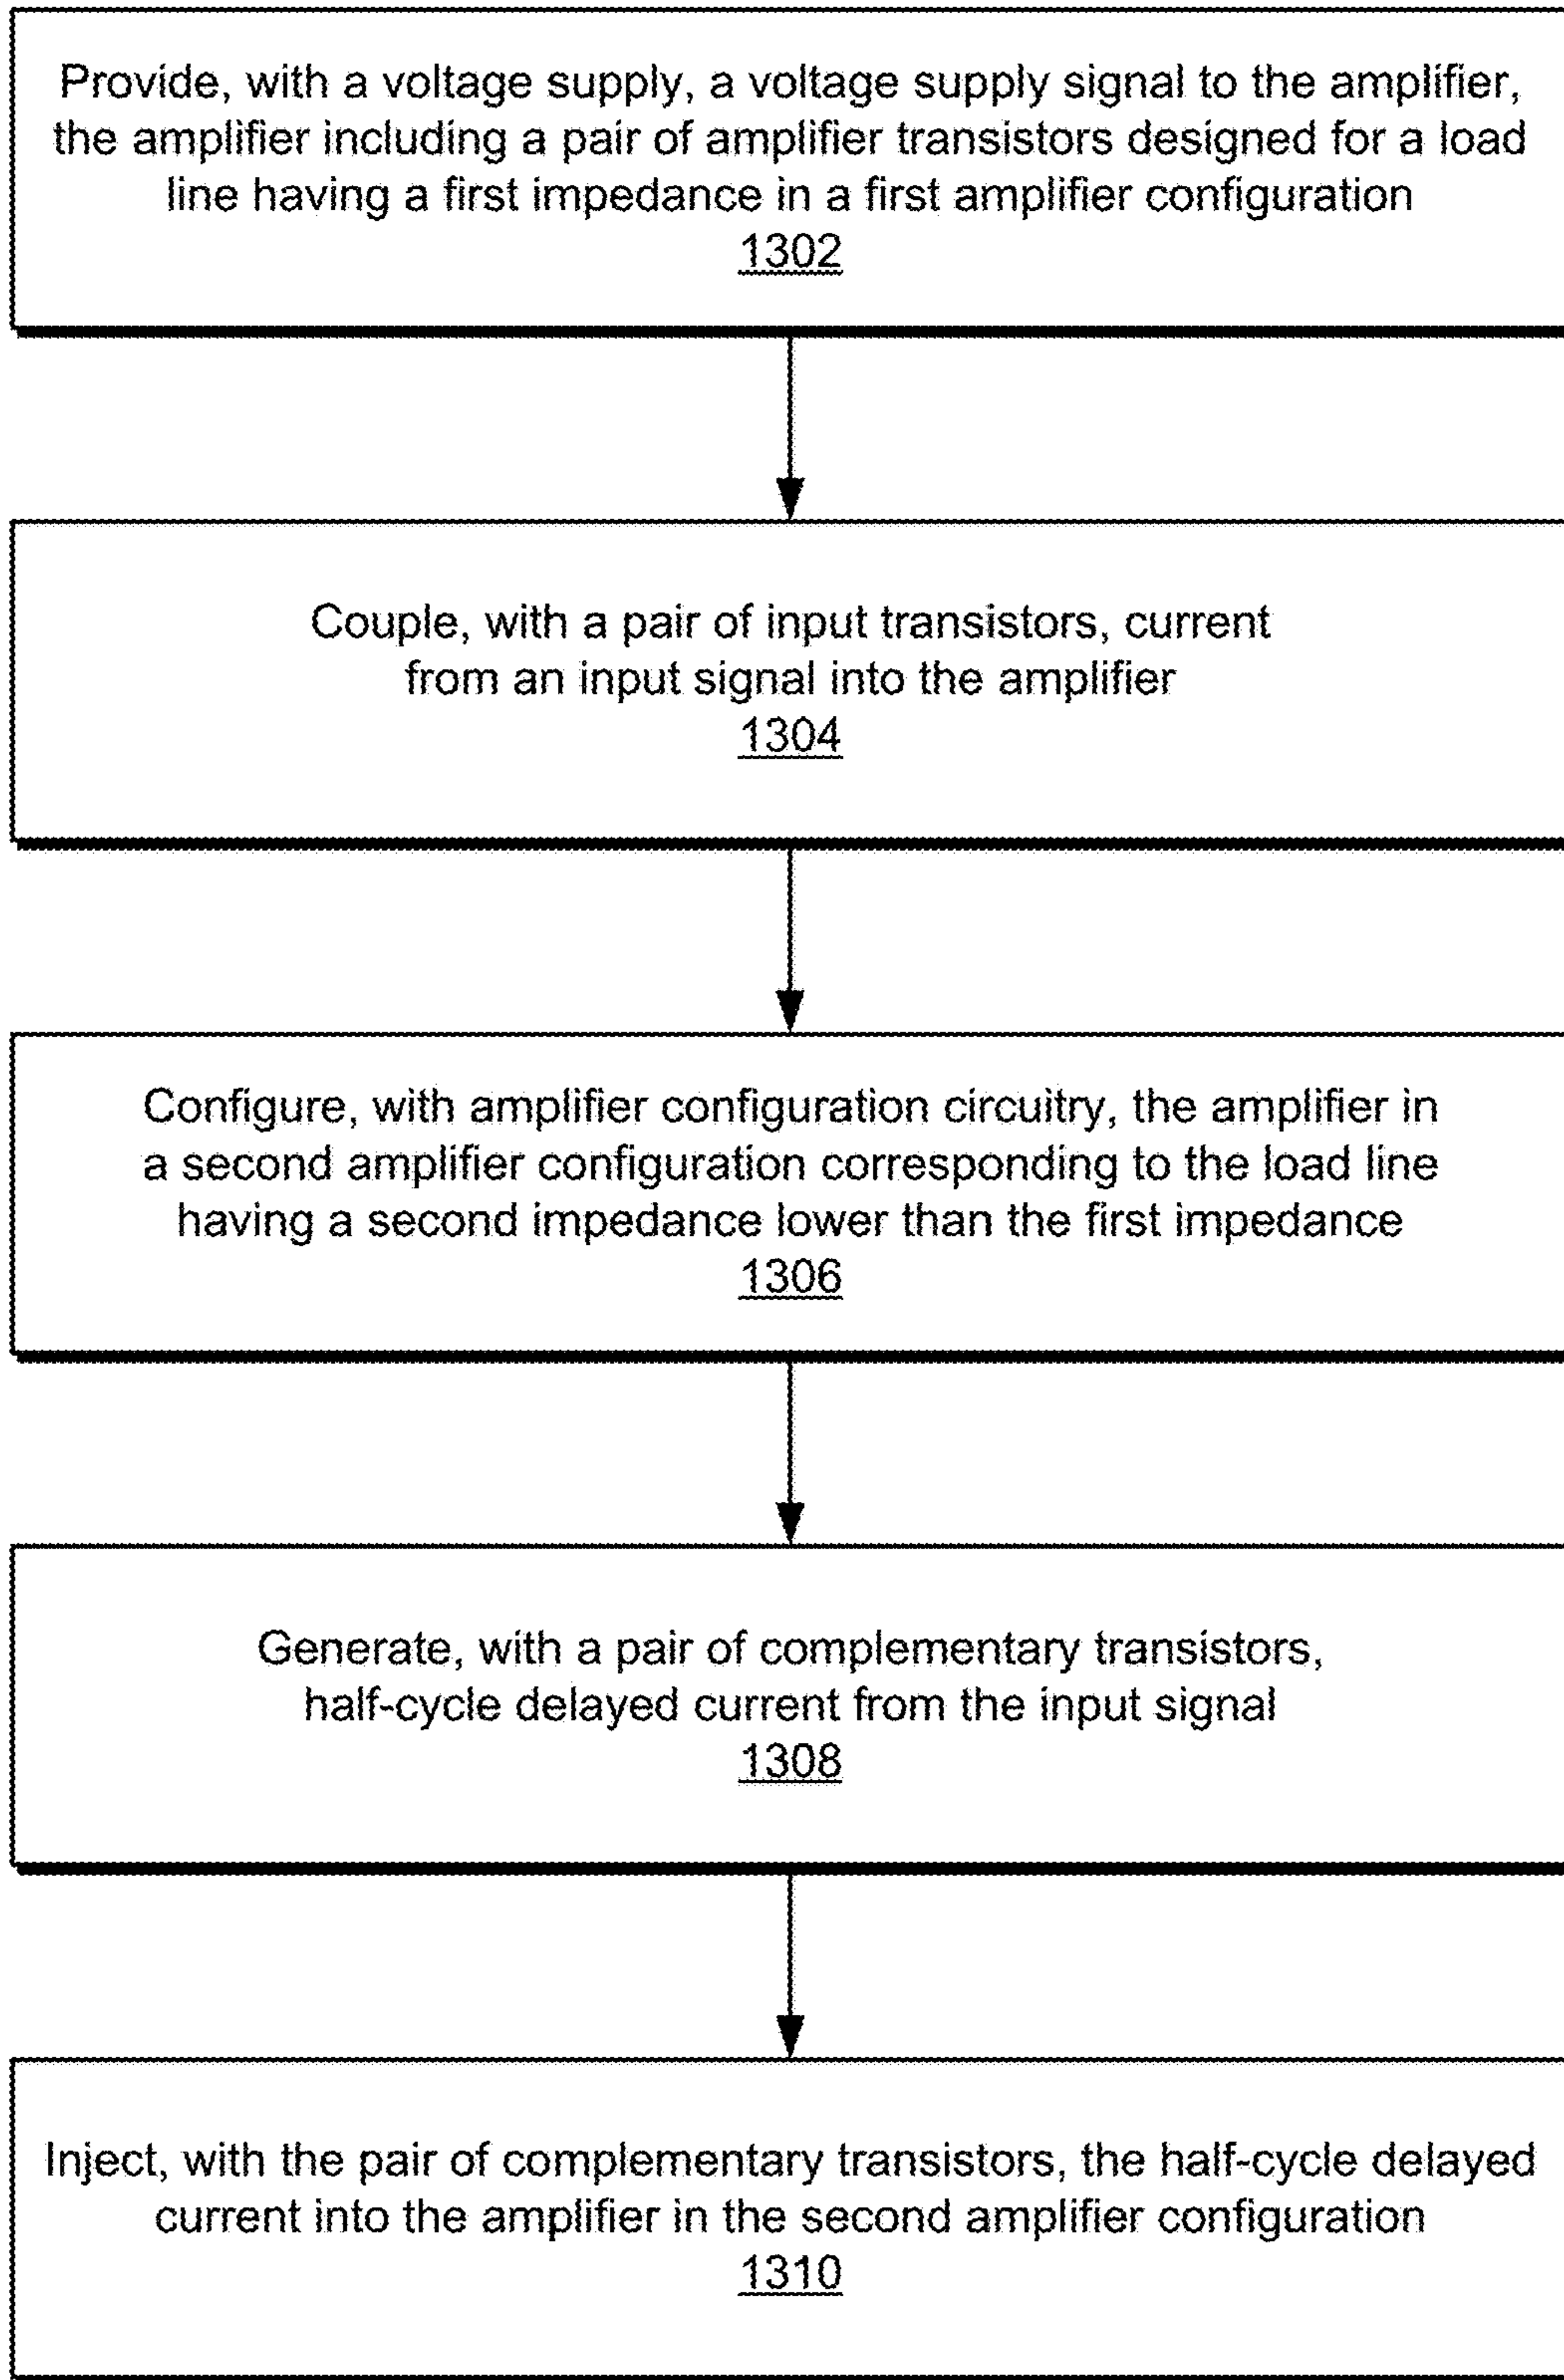 Provide, with a voltage supply, a voltage supply signal to the amplifier,
the amplifier including a pair of amplifier transistors designed for a load
line having a first impedance in a first amplifier configuration
1302
Couple, with a pair of input transistors, current
from an input signal into the amplifier
1304
Configure, with amplifier configuration circuitry, the amplifier in
a second amplifier configuration corresponding to the load line
having a second impedance lower than the first impedance
1306
Generate, with a pair of complementary transistors,
half-cycle delayed current from the input signal
1308
Inject, with the pair of complementary transistors, the half-cycle delayed
current into the amplifier in the second amplifier configuration
1310